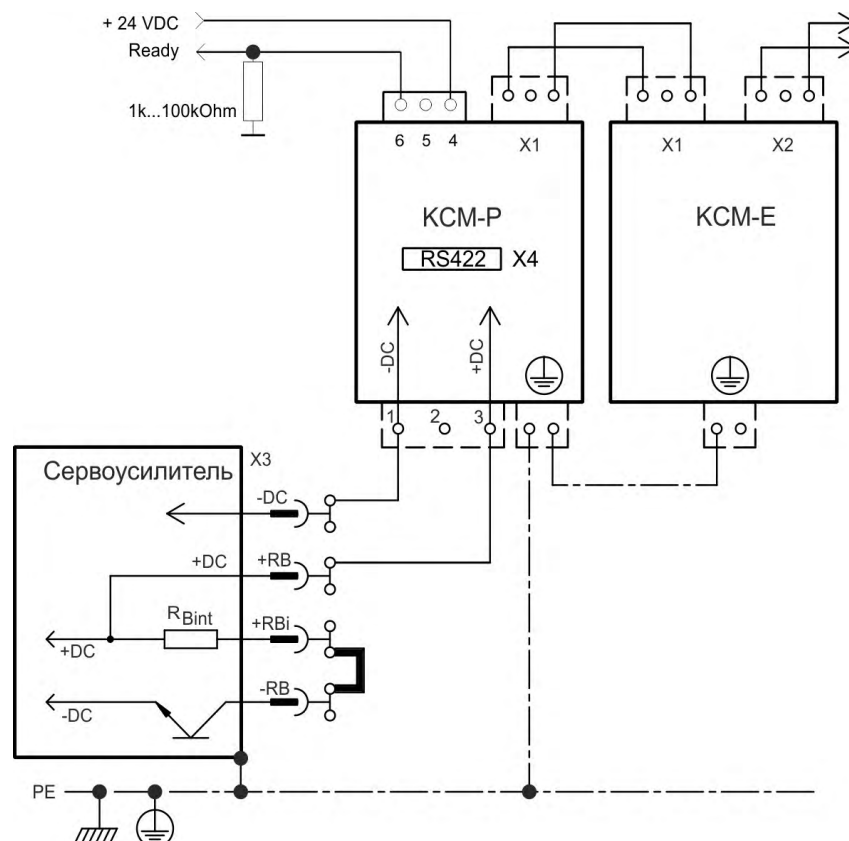 + 24 VDC
Ready
1k...100kOhm
6 5 4
X1
X1
X2
KCM-P
KCM-E
RS422 X4
-DC
+DC
1 2 3
Сервоусилитель
X3
-DC
+DC
+RB
RBint
+RBi
+DC
-RB
-DC
PE